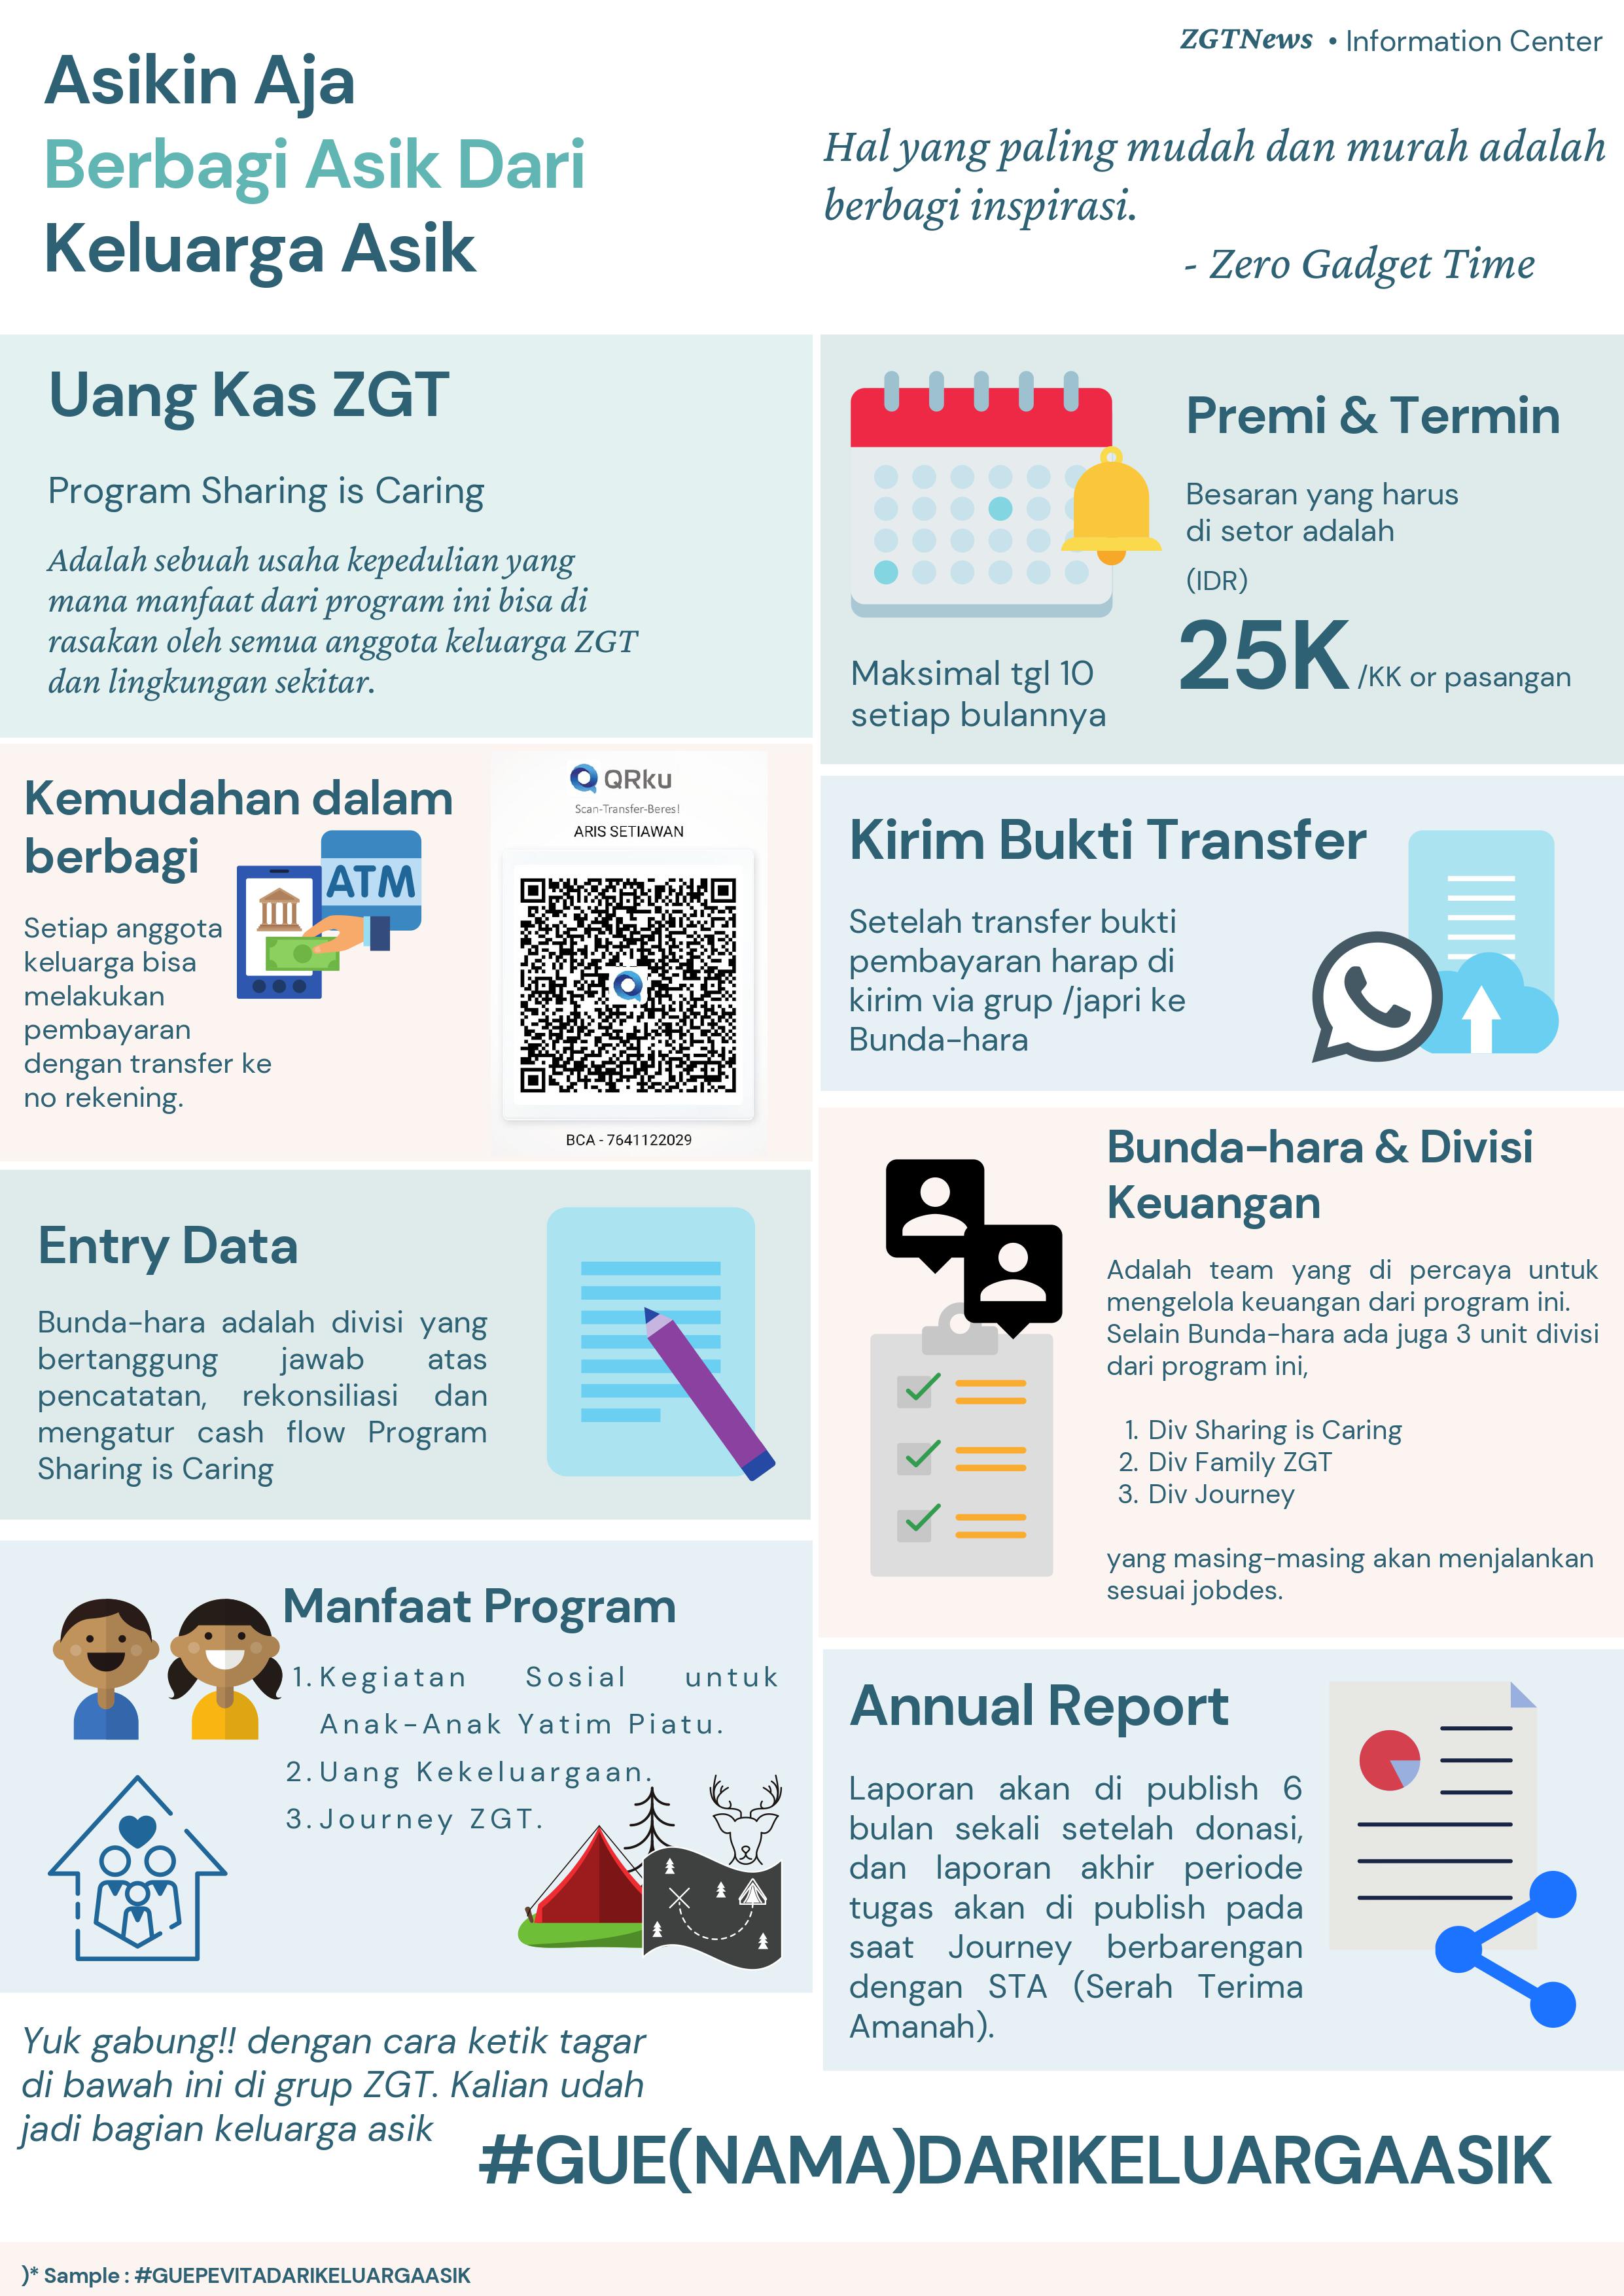 ZGTNews • Information Center
Asikin Aja
Berbagi Asik Dari
Keluarga Asik
Hal yang paling mudah dan murah adalah
berbagi inspirasi.
- Zero Gadget Time
Uang Kas ZGT
Program Sharing is Caring
Adalah sebuah usaha kepedulian yang
mana manfaat dari program ini bisa di
rasakan oleh semua anggota keluarga ZGT
dan lingkungan sekitar.
Premi & Termin
Besaran yang harus
di setor adalah
(IDR)
25K /KK or pasangan
Maksimal tgl 10
setiap bulannya
Kemudahan dalam
berbagi
ATM
Setiap anggota
keluarga bisa
melakukan
pembayaran
dengan transfer ke
no rekening.
QRku
Scan-Transfer-Beres!
ARIS SETIAWAN
BCA - 7641122029
Kirim Bukti Transfer
Setelah transfer bukti
pembayaran harap di
kirim via grup /japri ke
Bunda-hara
Entry Data
Bunda-hara adalah divisi yang
bertanggung jawab atas
pencatatan, rekonsiliasi dan
mengatur cash flow Program
Sharing is Caring
Bunda-hara & Divisi
Keuangan
Adalah team yang di percaya untuk
mengelola keuangan dari program ini.
Selain Bunda-hara ada juga 3 unit divisi
dari program ini,
1. Div Sharing is Caring
2. Div Family ZGT
3. Div Journey
yang masing-masing akan menjalankan
sesuai jobdes.
Manfaat Program
1. Kegiatan Sosial untuk
Anak-Anak Yatim Piatu.
2. Uang Kekeluargaan.
3. Journey ZGT.
Annual Report
Laporan akan di publish 6
bulan sekali setelah donasi,
dan laporan akhir periode
tugas akan di publish pada
saat Journey berbarengan
dengan STA (Serah Terima
Amanah).
Yuk gabung!! dengan cara ketik tagar
di bawah ini di grup ZGT. Kalian udah
jadi bagian keluarga asik
#GUE(NAMA)DARIKELUARGAASIK
)* Sample : #GUEPEVITADARIKELUARGAASIK